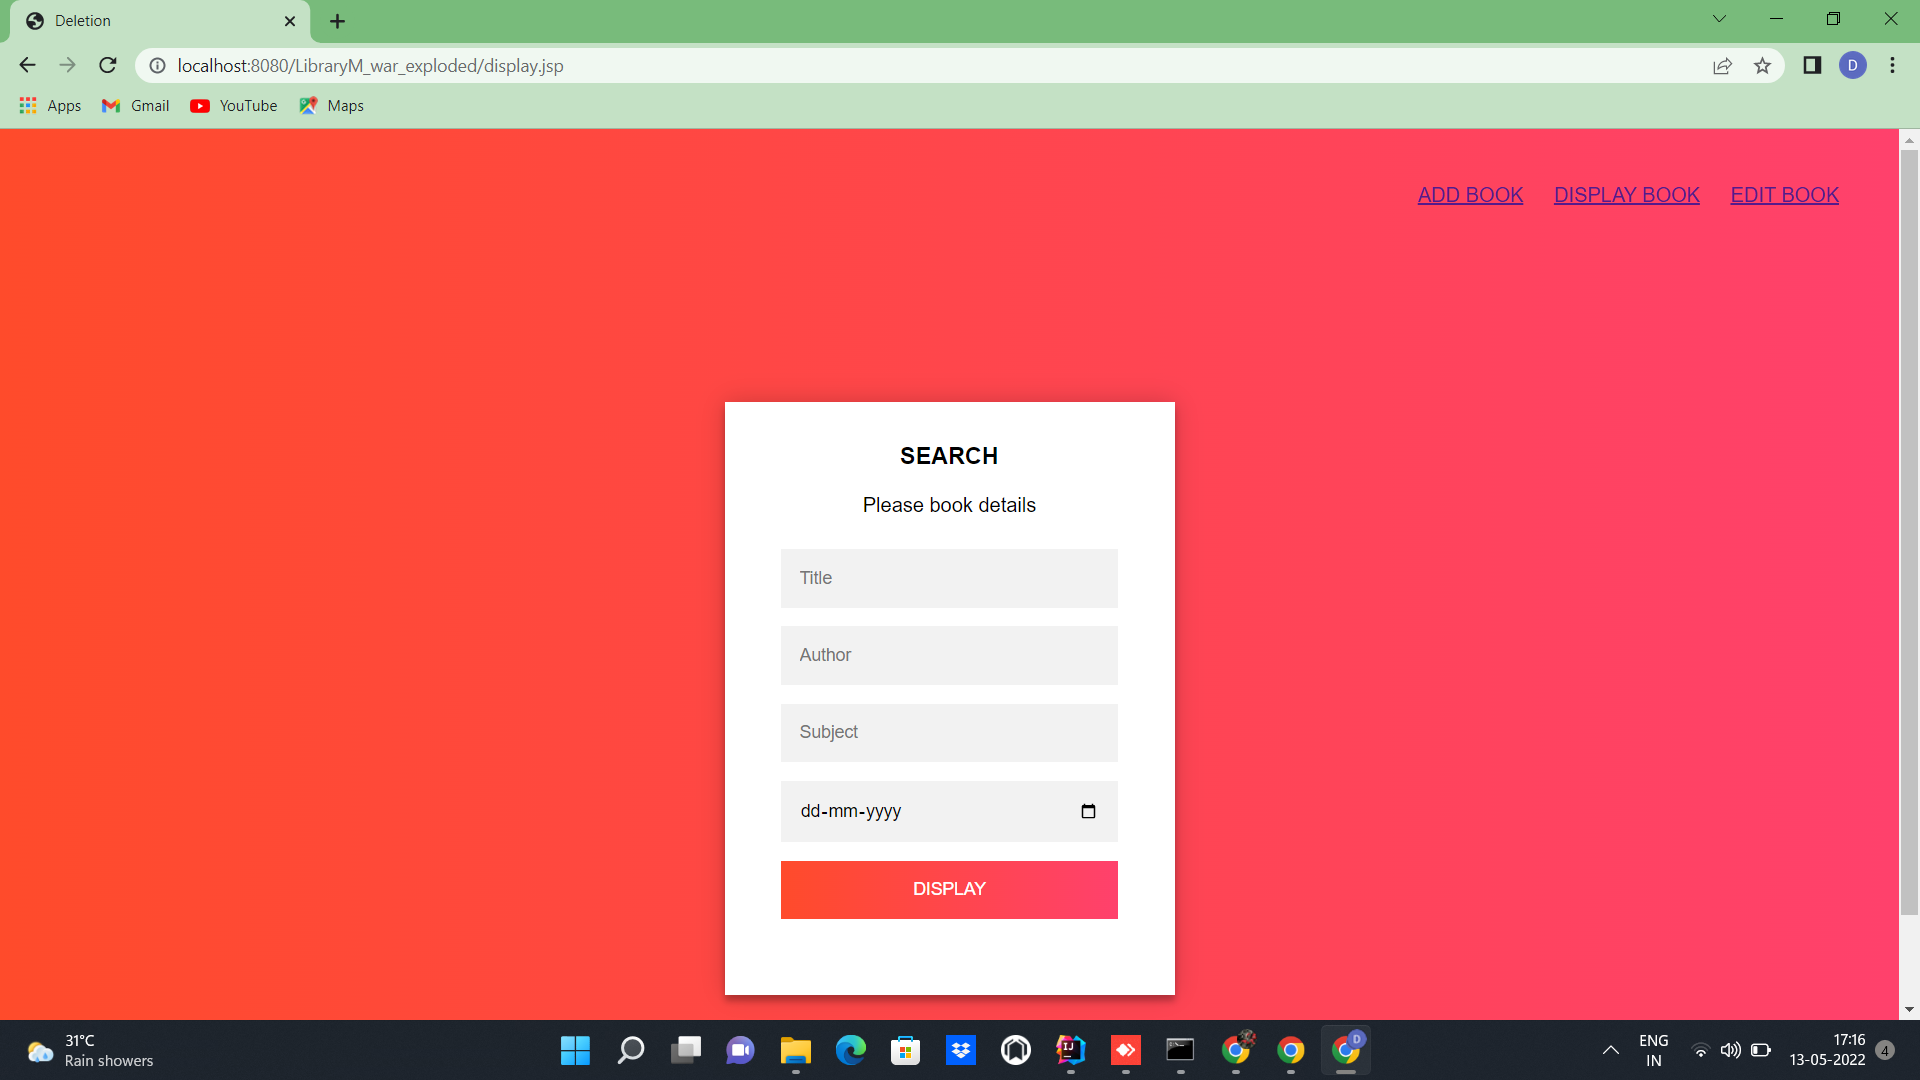 Deletion
localhost:8080/LibraryM_war_exploded/display.jsp
D
Apps Gmail YouTube Maps
ADD BOOK DISPLAY BOOK EDIT BOOK
SEARCH
Please book details
Title
Author
Subject
dd-mm-yyyy
DISPLAY
31°C
Rain showers
IJ
D
ENG
IN
17:16
13-05-2022
4